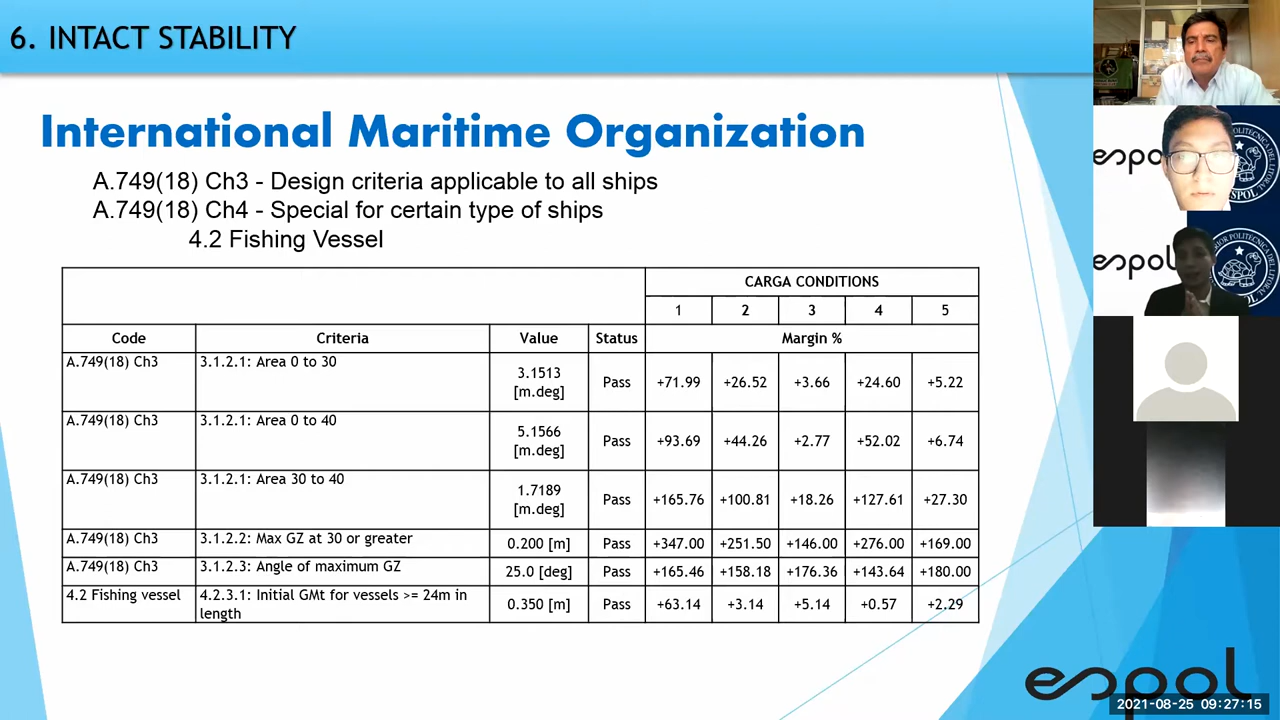 6. INTACT STABILITY
International Maritime Organization
A.749(18) Ch3 - Design criteria applicable to all ships
A.749(18) Ch4 - Special for certain type of ships
4.2 Fishing Vessel
CARGA CONDITIONS
1 2 3 4 5
Code Criteria Value Status Margin %
A.749(18) Ch3 3.1.2.1: Area 0 to 30 3.1513 [m.deg] Pass +71.99 +26.52 +3.66 +24.60 +5.22
A.749(18) Ch3 3.1.2.1: Area 0 to 40 5.1566 [m.deg] Pass +93.69 +44.26 +2.77 +52.02 +6.74
A.749(18) Ch3 3.1.2.1: Area 30 to 40 1.7189 [m.deg] Pass +165.76 +100.81 +18.26 +127.61 +27.30
A.749(18) Ch3 3.1.2.2: Max GZ at 30 or greater 0.200 [m] Pass +347.00 +251.50 +146.00 +276.00 +169.00
A.749(18) Ch3 3.1.2.3: Angle of maximum GZ 25.0 [deg] Pass +165.46 +158.18 +176.36 +143.64 +180.00
4.2 Fishing vessel 4.2.3.1: Initial GMt for vessels >= 24m in length 0.350 [m] Pass +63.14 +3.14 +5.14 +0.57 +2.29
espol
2021-08-25 09:27:15
espol